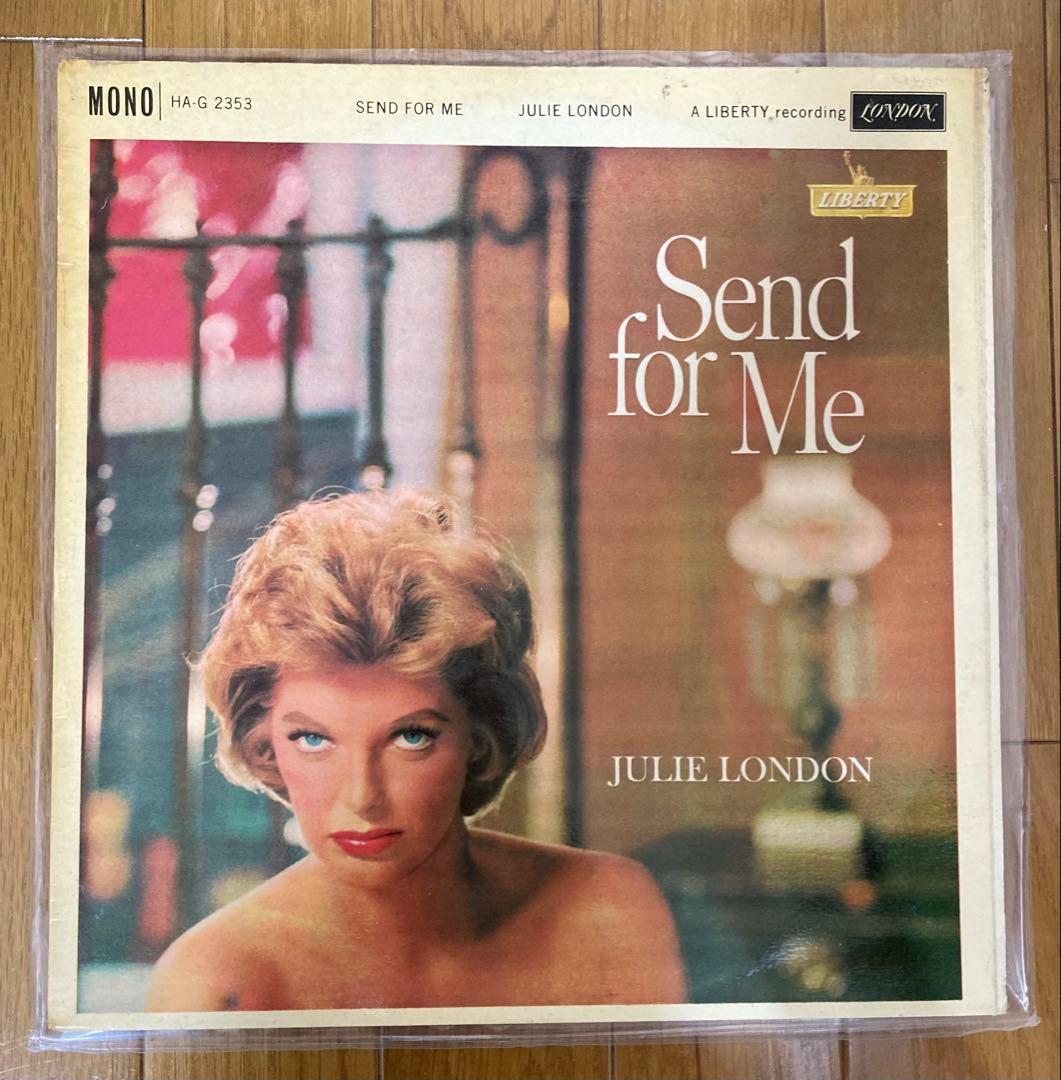 MONO HA-G 2353 SEND FOR ME JULIE LONDON A LIBERTY recording LONDON
LIBERTY
Send
for Me
JULIE LONDON